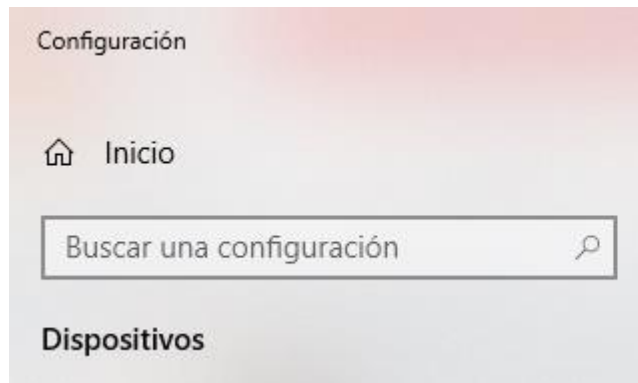 Configuración
Inicio
Buscar una configuración
Dispositivos